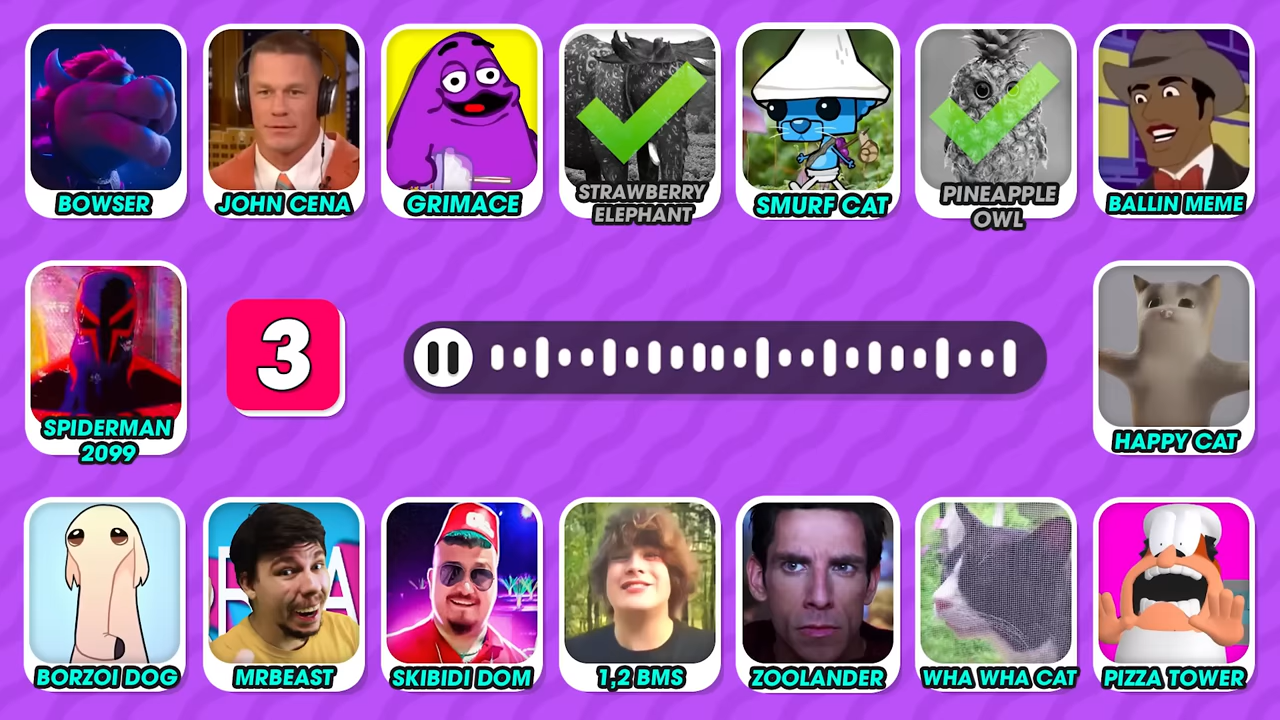 BOWSER
JOHN CENA
GRIMACE
STRAWBERRY
ELEPHANT
SMURF CAT
PINEAPPLE
OWL
BALLIN MEME
SPIDERMAN
2099
3
HAPPY CAT
BORZOI DOG
MRBEAST
SKIBIDI DOM
1,2 BMS
ZOOLANDER
WHA WHA CAT
PIZZA TOWER